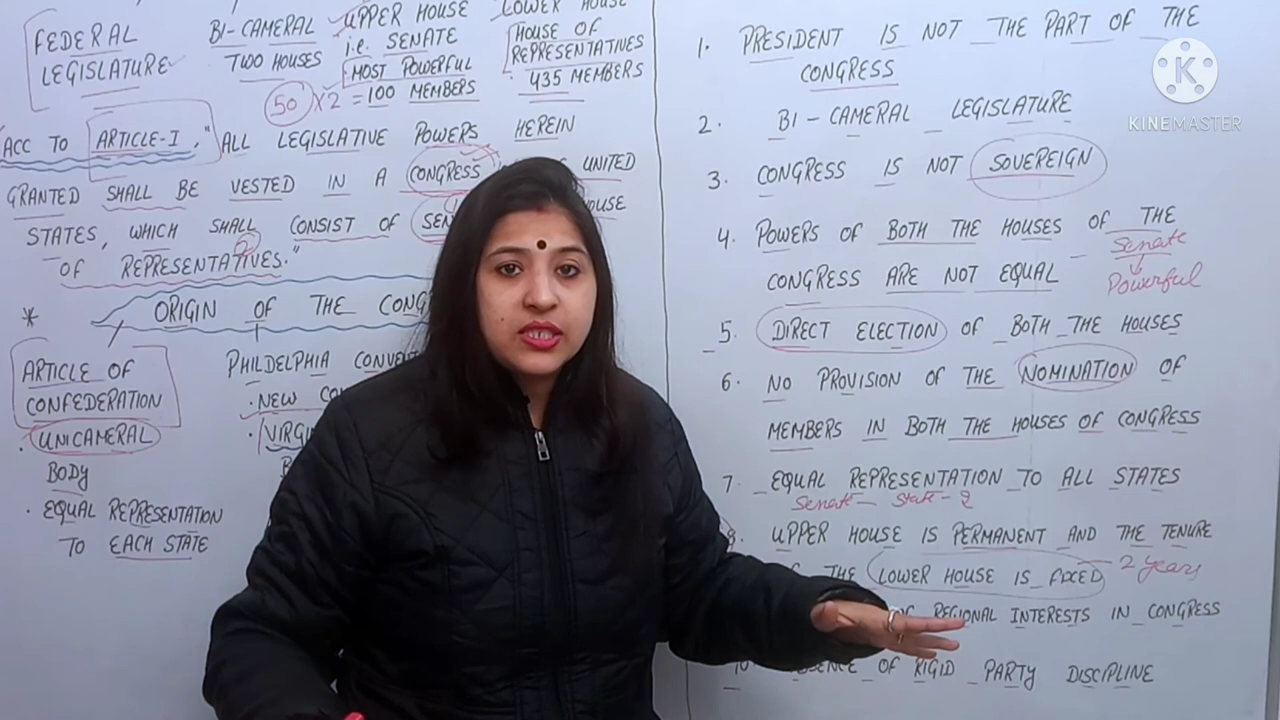 FEDERAL
LEGISLATURE
BI-CAMERAL
TWO HOUSES
UPPER HOUSE
i.e. SENATE
MOST POWERFUL
50 x 2 = 100 MEMBERS
LOWER HOUSE
HOUSE OF
REPRESENTATIVES
435 MEMBERS
ACC TO ARTICLE-I, "ALL LEGISLATIVE POWERS HEREIN
GRANTED SHALL BE VESTED IN A CONGRESS UNITED
STATES, WHICH SHALL CONSIST OF SEN HOUSE
OF REPRESENTATIVES."
2
* ORIGIN OF THE CONG
ARTICLE OF
CONFEDERATION
· UNICAMERAL
BODY
· EQUAL REPRESENTATION
TO EACH STATE
PHILDELPHIA CONVENT
· NEW CO
· VIRGI
1. PRESIDENT IS NOT THE PART OF THE
CONGRESS
2. BI-CAMERAL LEGISLATURE
3. CONGRESS IS NOT SOVEREIGN
4. POWERS OF BOTH THE HOUSES OF THE
CONGRESS ARE NOT EQUAL
Senate
↓
Powerful
5. DIRECT ELECTION OF BOTH THE HOUSES
6. NO PROVISION OF THE NOMINATION OF
MEMBERS IN BOTH THE HOUSES OF CONGRESS
7. EQUAL REPRESENTATION TO ALL STATES
Senate - State - 2
8. UPPER HOUSE IS PERMANENT AND THE TENURE
THE LOWER HOUSE IS FIXED - 2 years
OF REGIONAL INTERESTS IN CONGRESS
10 OF RIGID PARTY DISCIPLINE
K
KINEMASTER